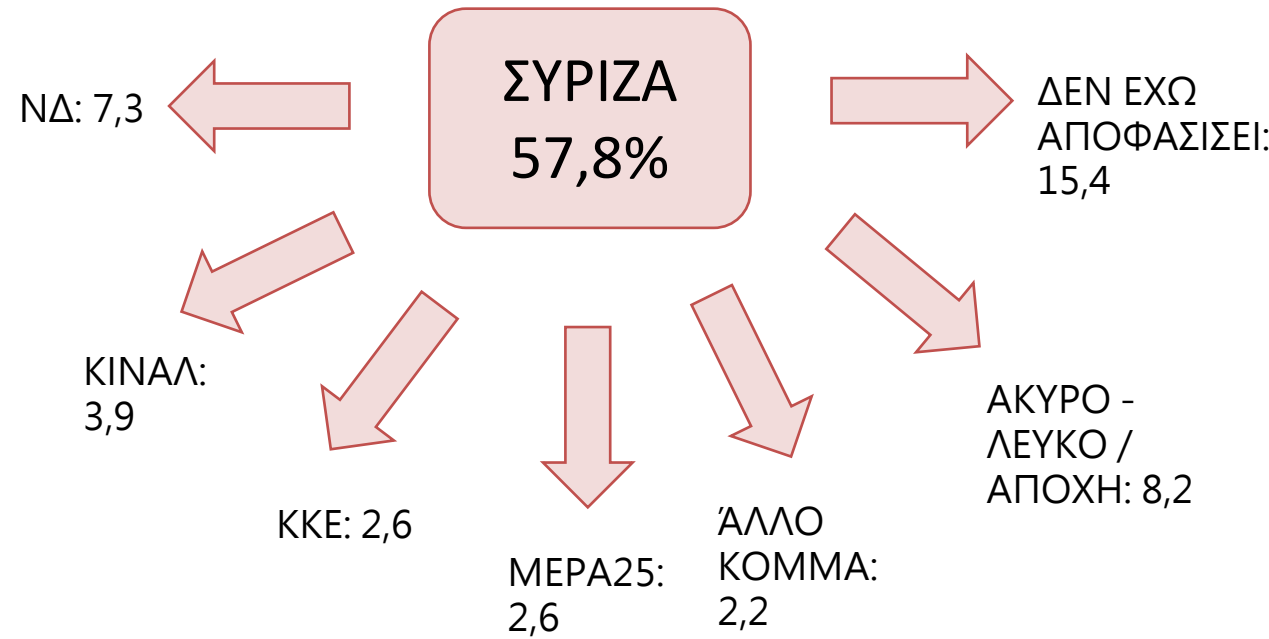 ΣΥΡΙΖΑ
57,8%
ΝΔ: 7,3
ΔΕΝ ΕΧΩ
ΑΠΟΦΑΣΙΣΕΙ:
15,4
ΚΙΝΑΛ:
3,9
ΑΚΥΡΟ -
ΛΕΥΚΟ /
ΑΠΟΧΗ: 8,2
ΚΚΕ: 2,6
ΜΕΡΑ25:
2,6
ΆΛΛΟ
ΚΟΜΜΑ:
2,2